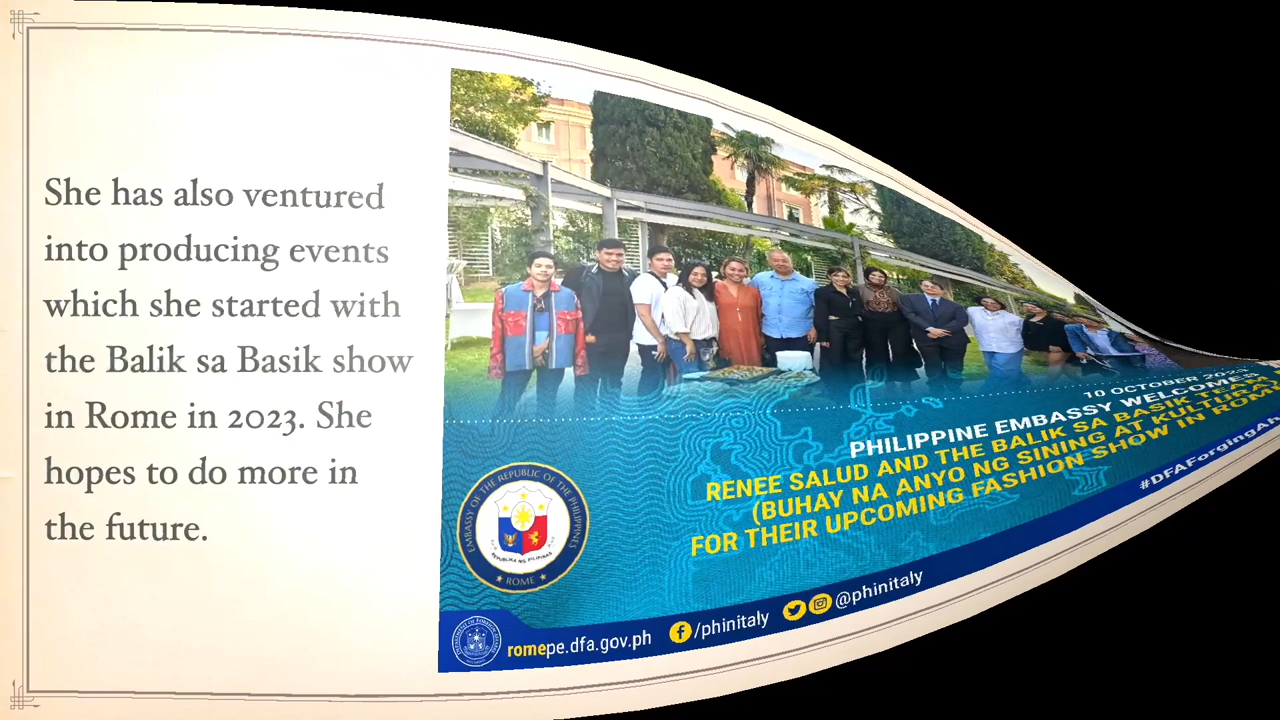 She has also ventured
into producing events
which she started with
the Balik sa Basik show
in Rome in 2023. She
hopes to do more in
the future.
10 OCTOBER 2023
PHILIPPINE EMBASSY WELCOMES
RENEE SALUD AND THE BALIK SA BASIK TEAM
(BUHAY NA ANYO NG SINING AT KULTURA)
FOR THEIR UPCOMING FASHION SHOW IN ROME
EMBASSY OF THE REPUBLIC OF THE PHILIPPINES
REPUBLIKA NG PILIPINAS
ROME
romepe.dfa.gov.ph
/phinitaly
@phinitaly